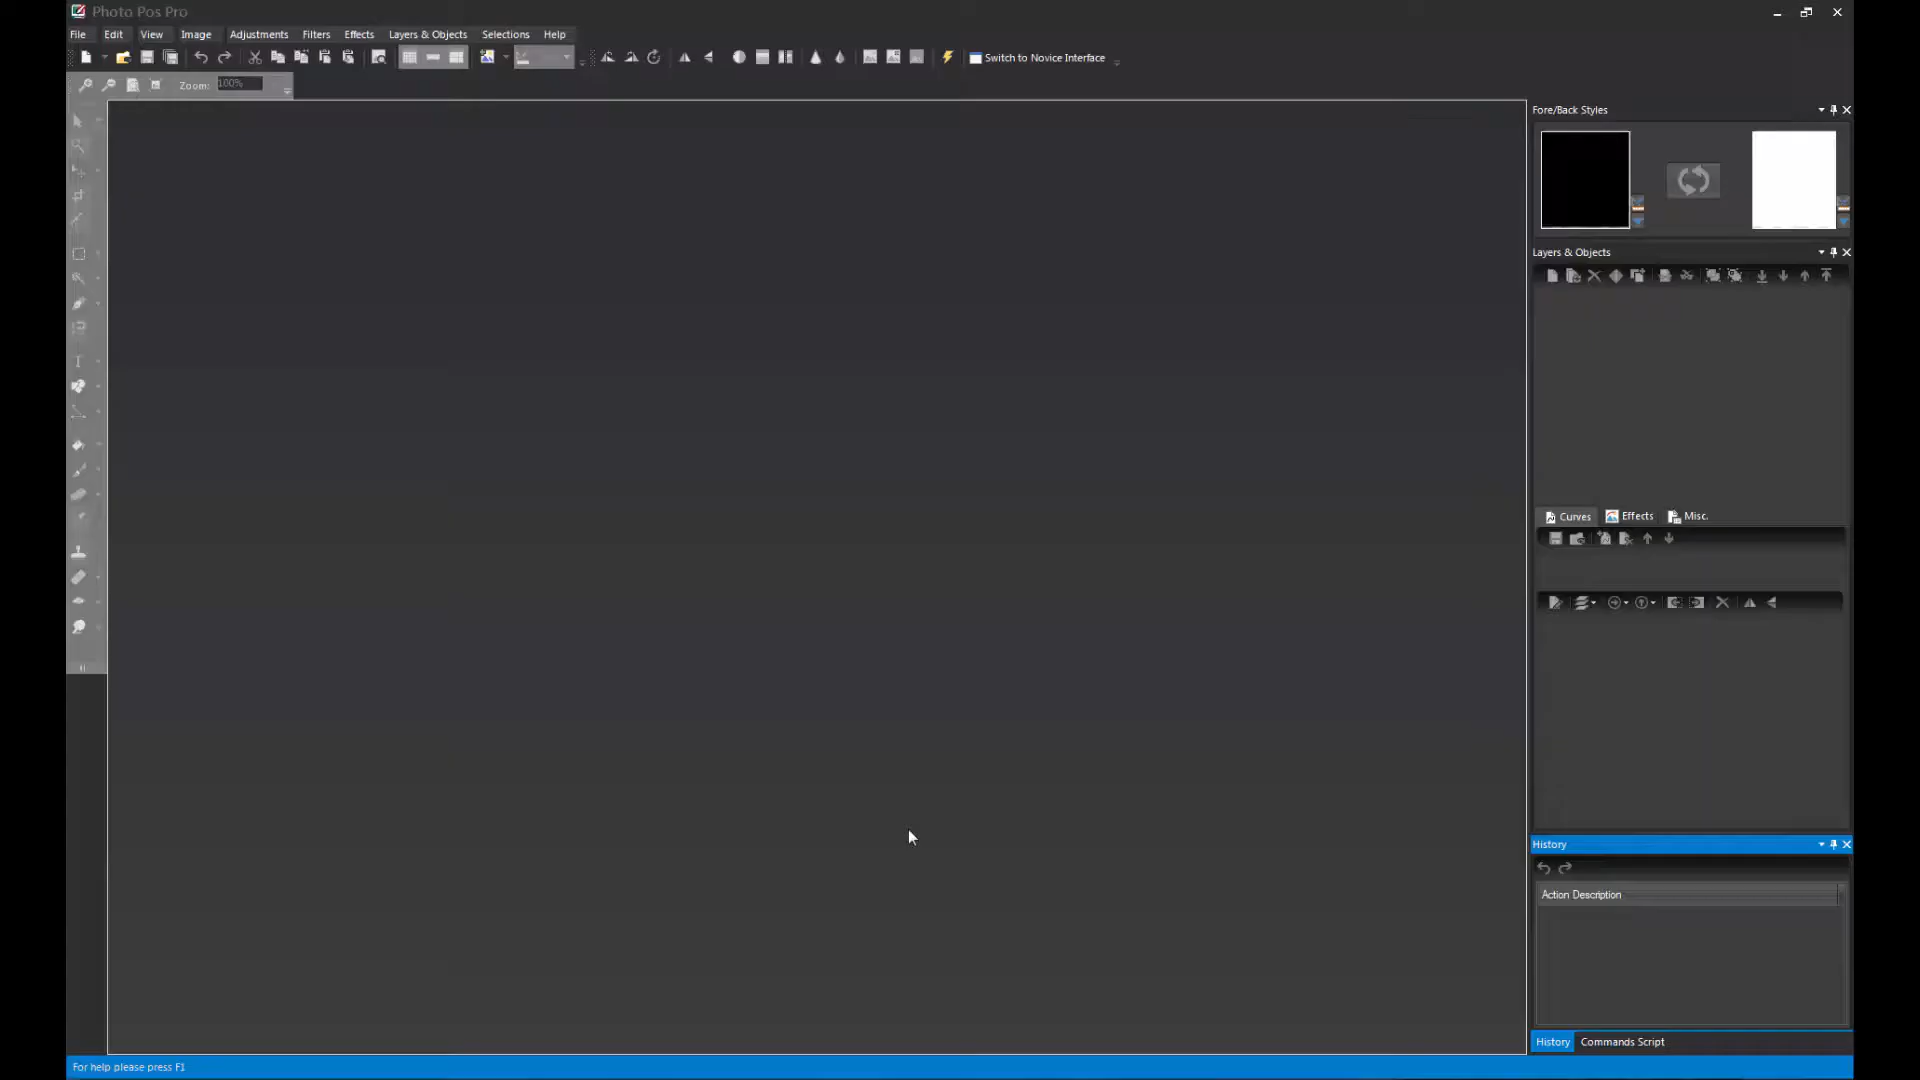 Photo Pos Pro
File Edit View Image Adjustments Filters Effects Layers & Objects Selections Help
Switch to Novice Interface
Zoom: 100%
Fore/Back Styles
Layers & Objects
Curves Effects Misc.
History
Action Description
History Commands Script
For help please press F1